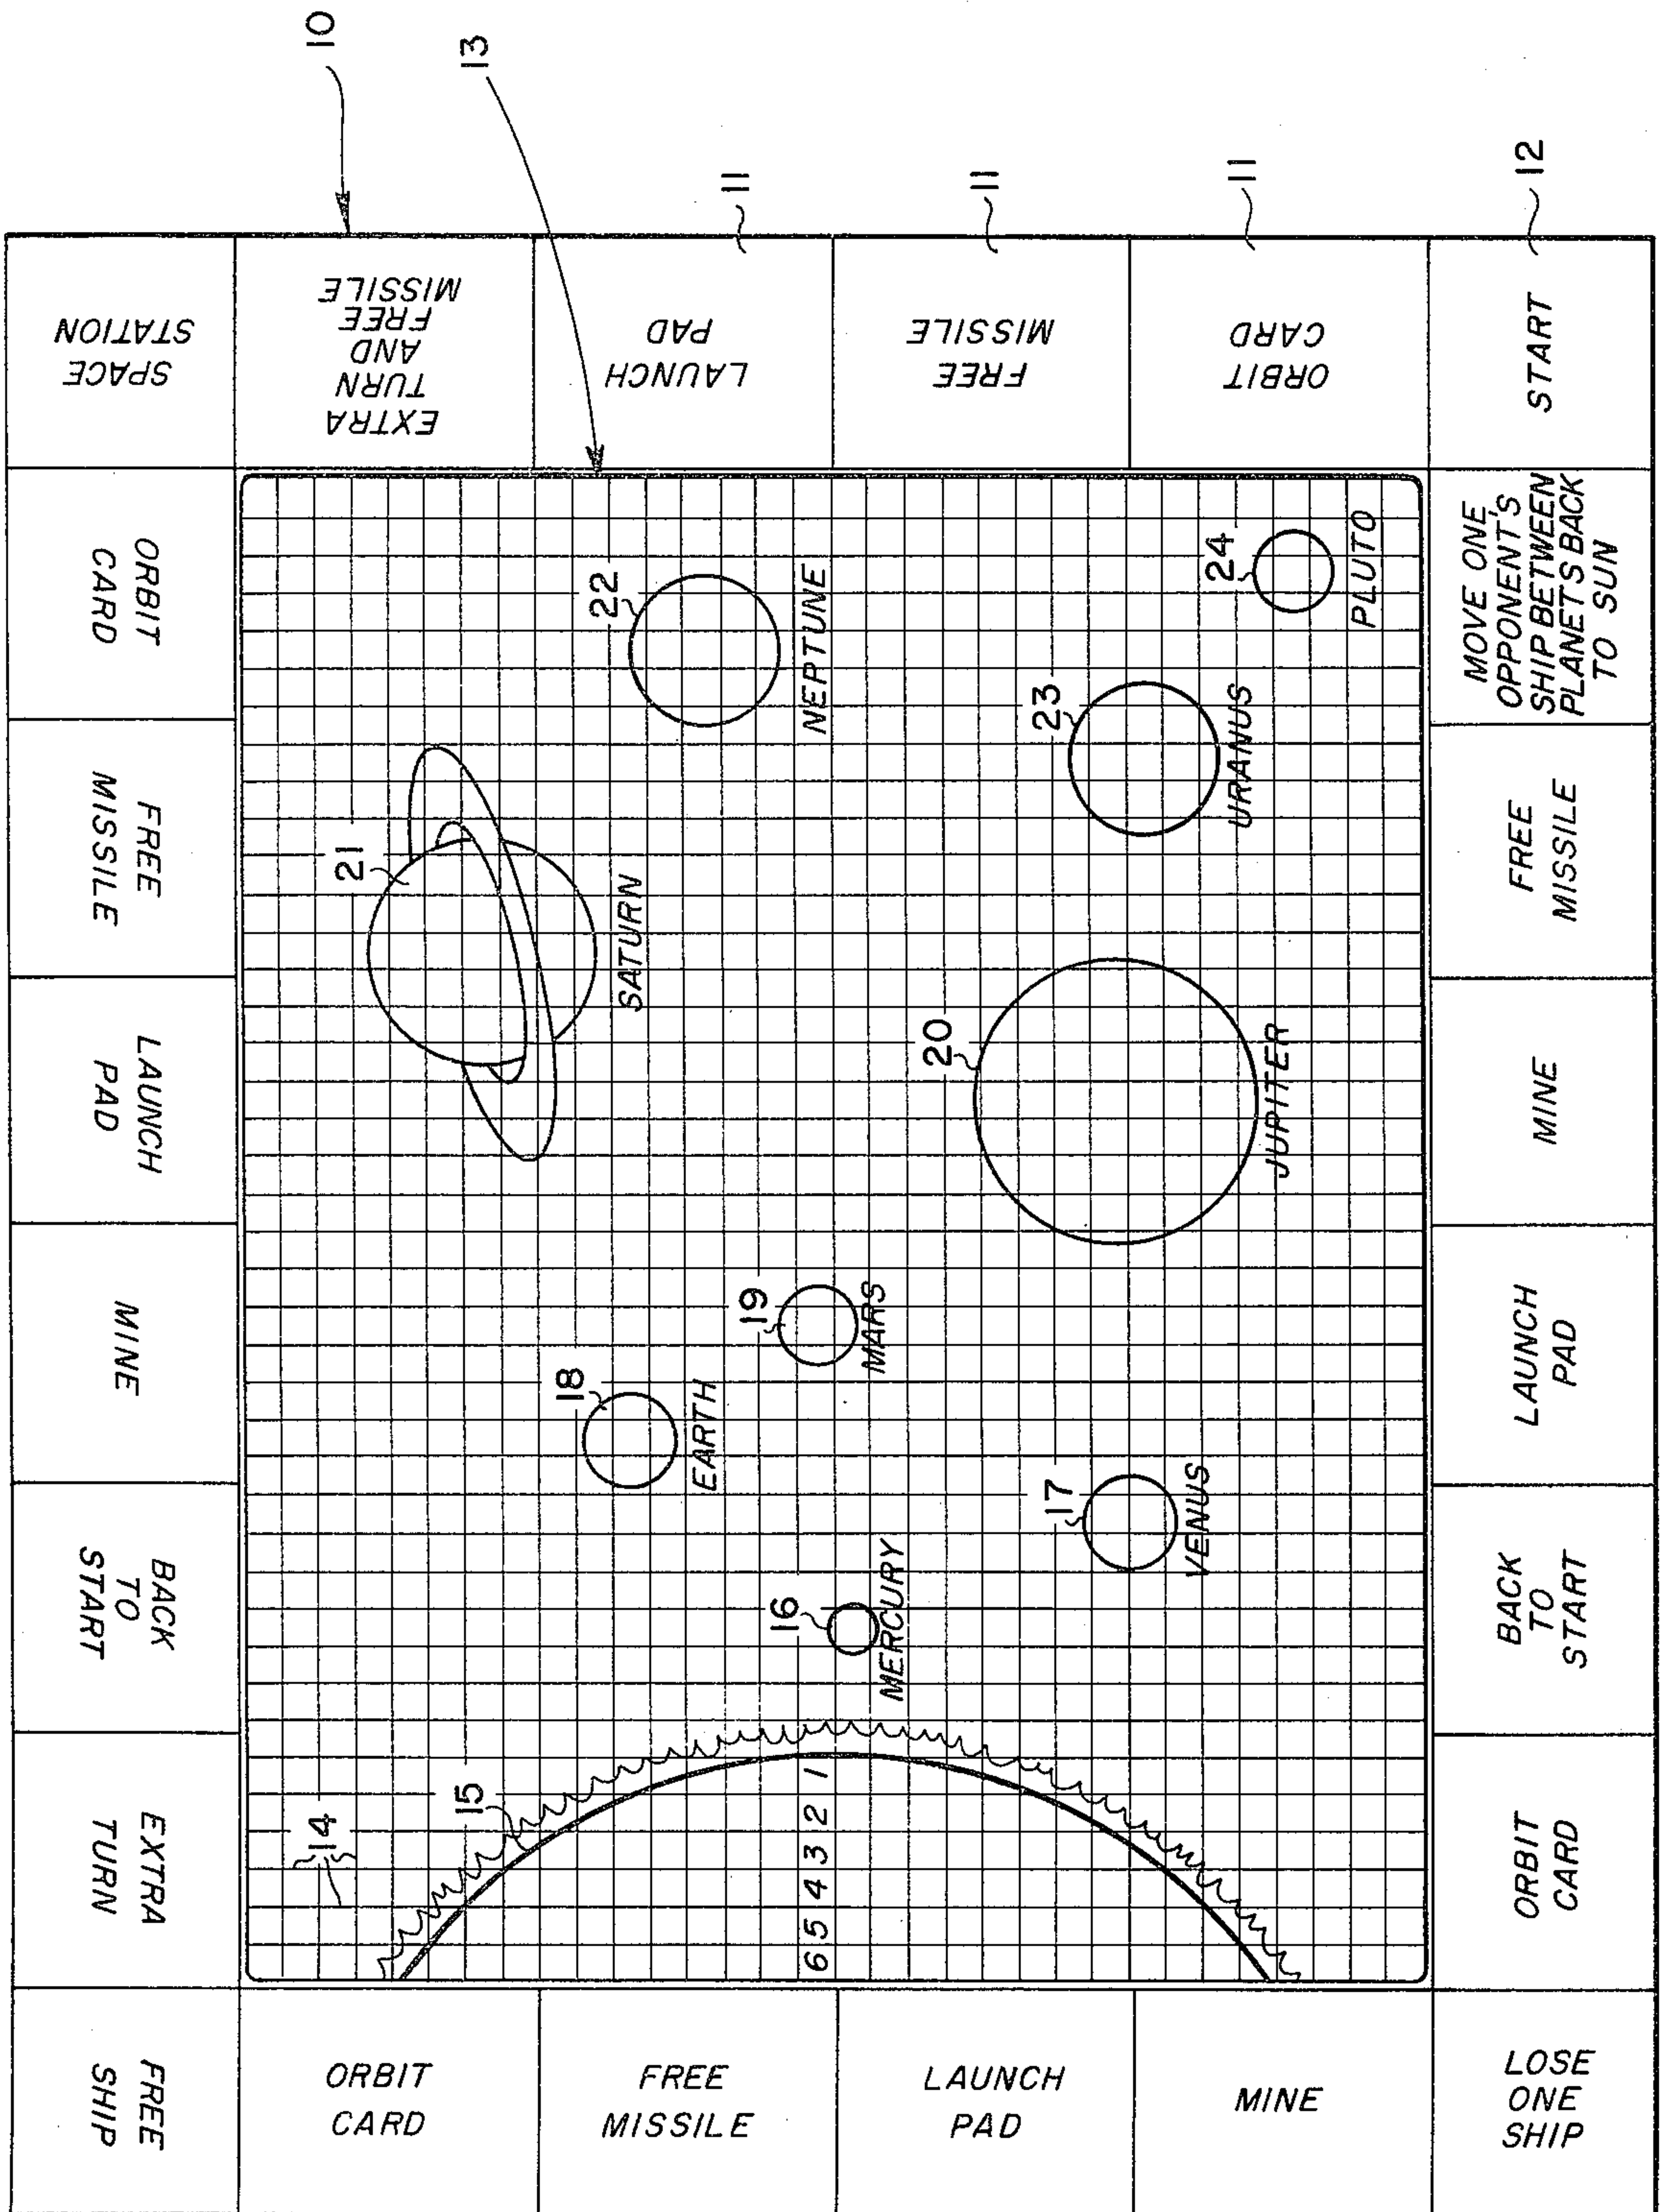 10
13
11
11
11
12
SPACE
STATION
EXTRA
TURN
AND
FREE
MISSILE
LAUNCH
PAD
FREE
MISSILE
ORBIT
CARD
START
MOVE ONE
OPPONENT'S
SHIP BETWEEN
PLANETS BACK
TO SUN
FREE
MISSILE
MINE
LAUNCH
PAD
BACK
TO
START
ORBIT
CARD
LOSE
ONE
SHIP
MINE
LAUNCH
PAD
FREE
MISSILE
ORBIT
CARD
FREE
SHIP
EXTRA
TURN
BACK
TO
START
MINE
LAUNCH
PAD
FREE
MISSILE
ORBIT
CARD
21
SATURN
22
NEPTUNE
23
URANUS
24
PLUTO
20
JUPITER
19
MARS
18
EARTH
17
VENUS
16
MERCURY
14
15
6 5 4 3 2 1